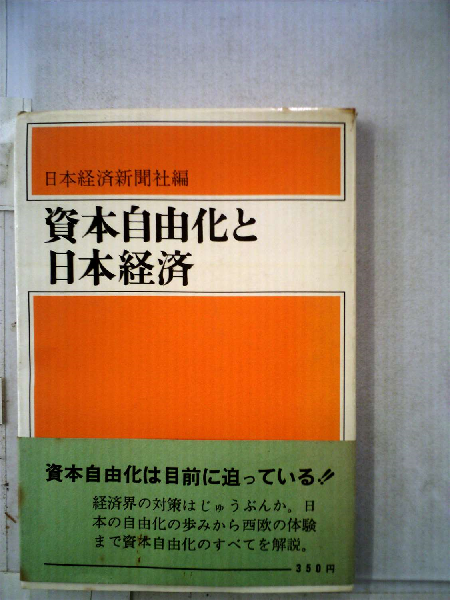 日本経済新聞社編
資本自由化と
日本経済
資本自由化は目前に迫っている!!
経済界の対策はじゅうぶんか。日
本の自由化の歩みから西欧の体験
まで資本自由化のすべてを解説。
350円